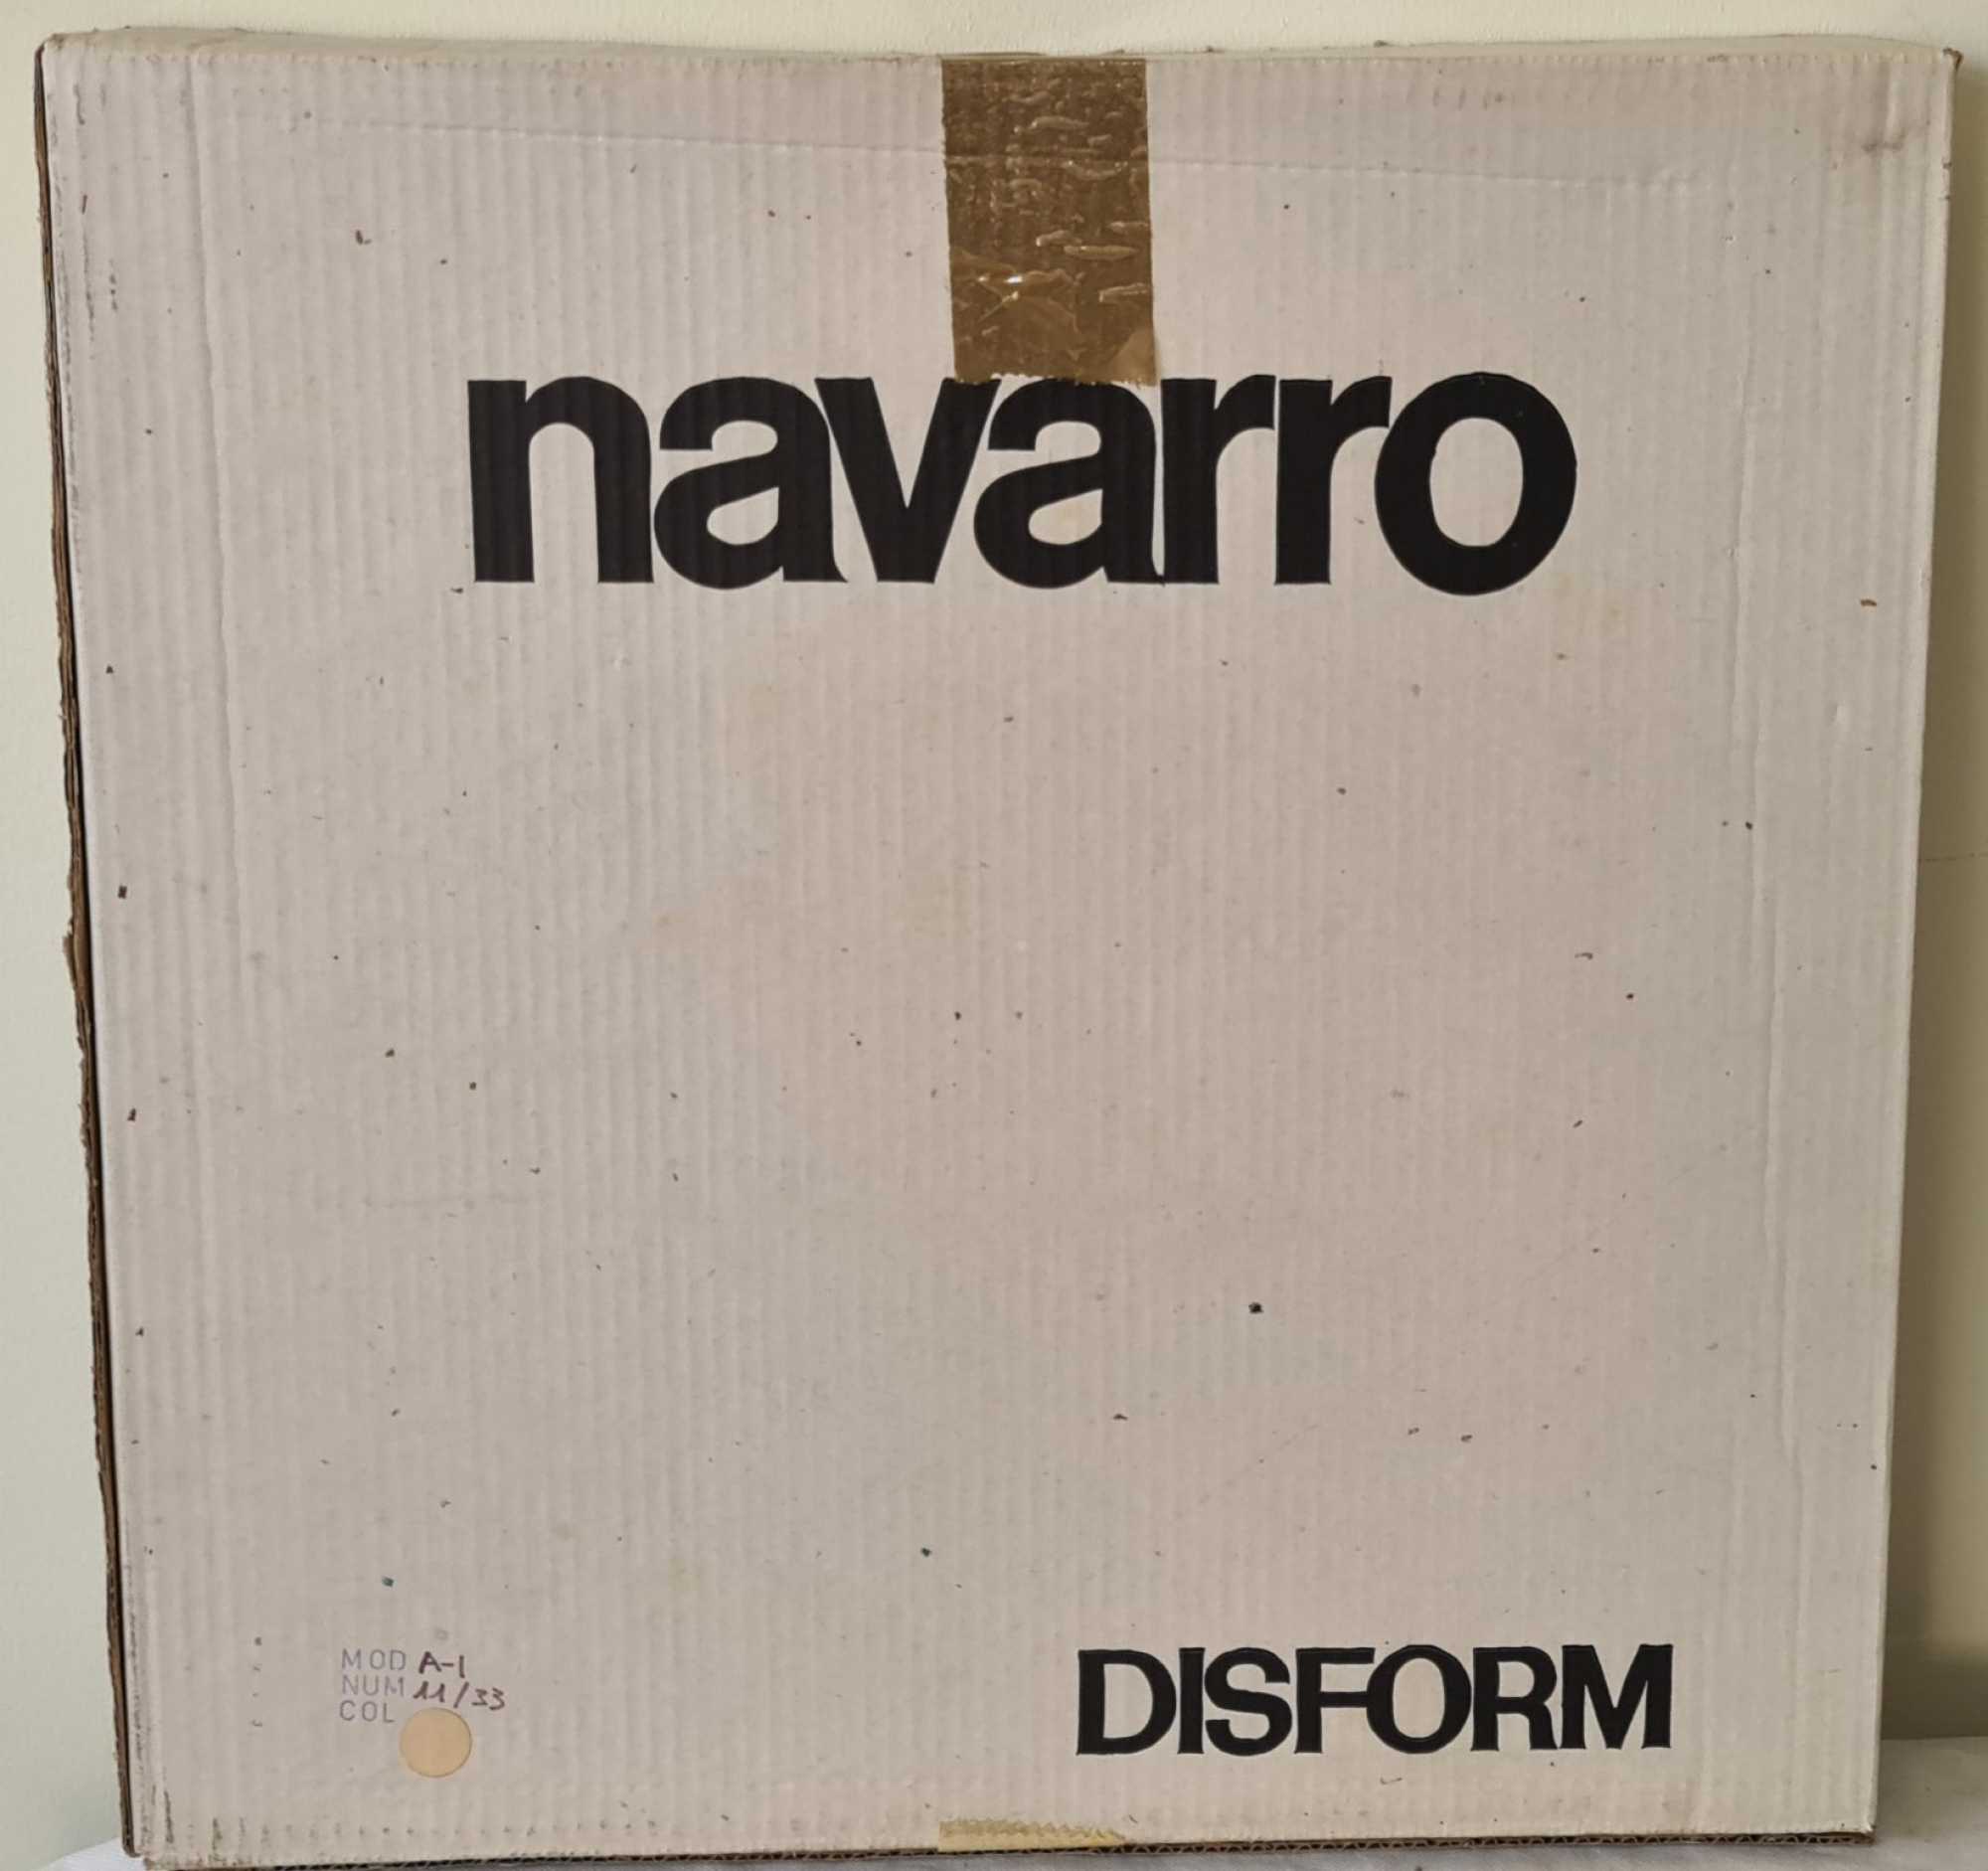 navarro
MOD A-1
NUM 11/33
COL
DISFORM